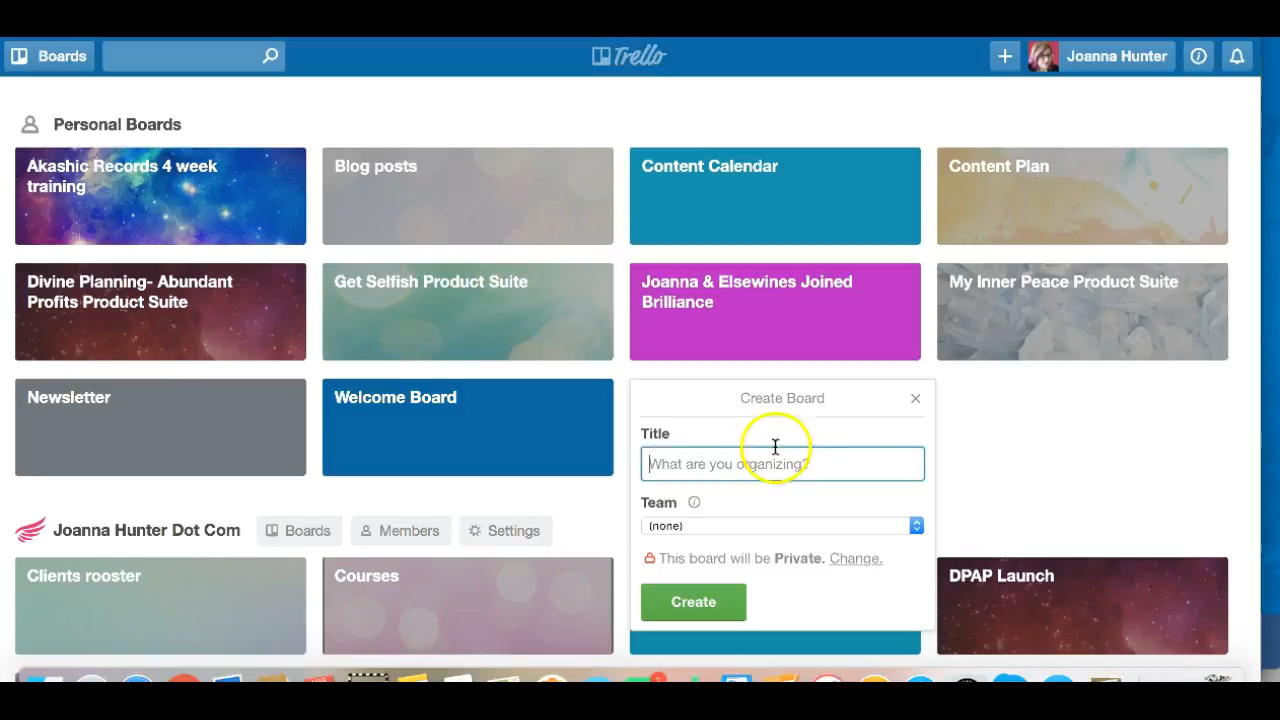 Boards
Trello
Joanna Hunter
Personal Boards
Akashic Records 4 week
training
Blog posts
Content Calendar
Content Plan
Divine Planning- Abundant
Profits Product Suite
Get Selfish Product Suite
Joanna & Elsewines Joined
Brilliance
My Inner Peace Product Suite
Newsletter
Welcome Board
Create Board
Title
What are you organizing?
Team
(none)
This board will be Private. Change.
Create
Joanna Hunter Dot Com
Boards
Members
Settings
Clients rooster
Courses
DPAP Launch